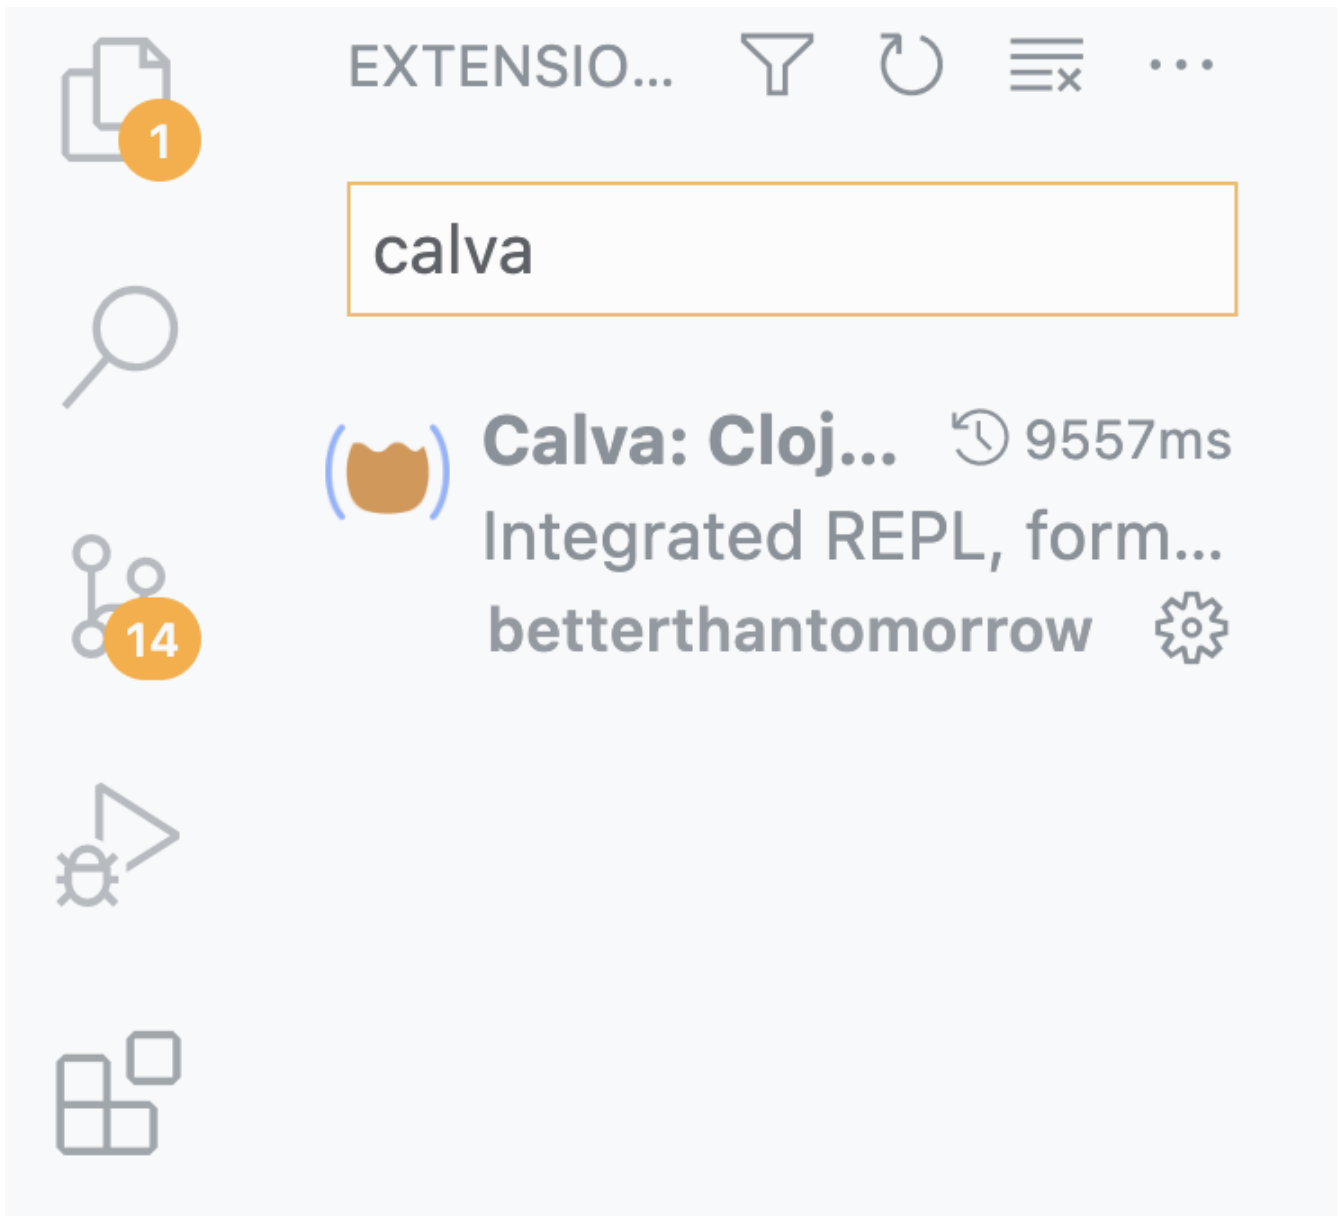 EXTENSIO...
1
calva
Calva: Cloj... 9557ms
Integrated REPL, form...
betterthantomorrow
14